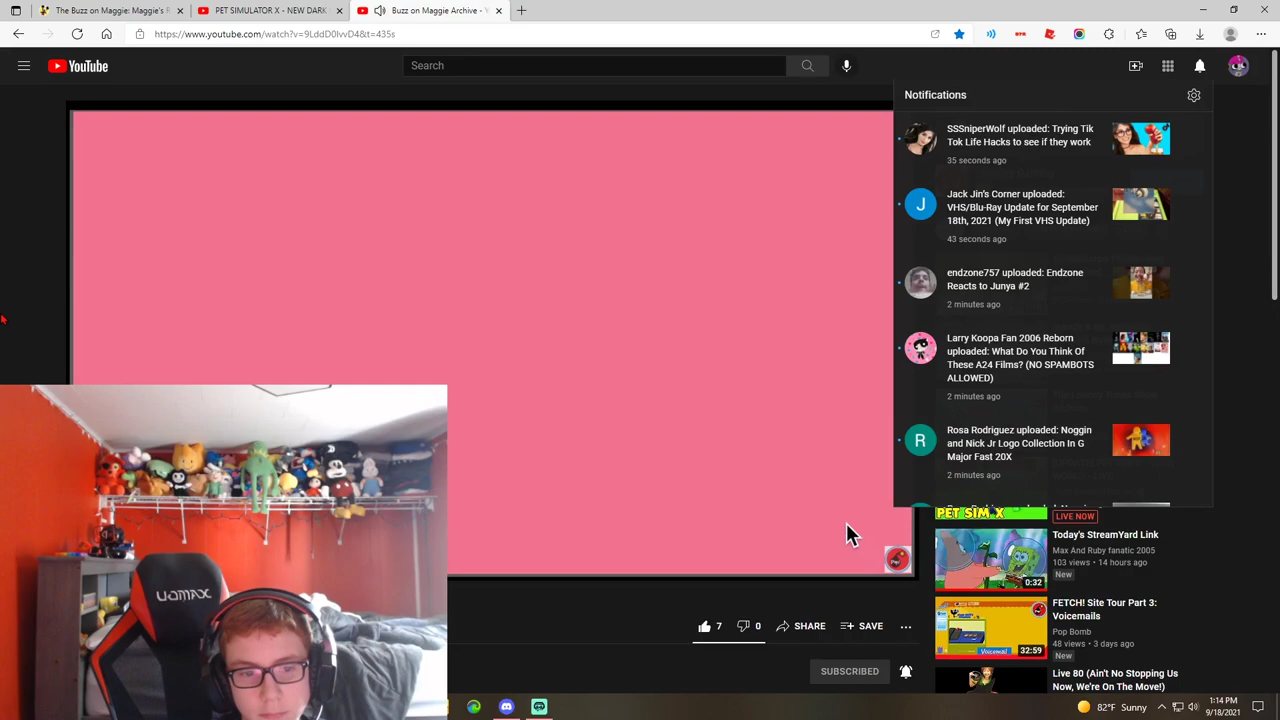 The Buzz on Maggie: Maggie's R
PET SIMULATOR X - NEW DARK
Buzz on Maggie Archive - Y
https://www.youtube.com/watch?v=9LddD0lvvD4&t=435s
YouTube
Search
Notifications
SSSniperWolf uploaded: Trying Tik
Tok Life Hacks to see if they work
35 seconds ago
J
Jack Jin's Corner uploaded:
VHS/Blu-Ray Update for September
18th, 2021 (My First VHS Update)
43 seconds ago
endzone757 uploaded: Endzone
Reacts to Junya #2
2 minutes ago
Larry Koopa Fan 2006 Reborn
uploaded: What Do You Think Of
These A24 Films? (NO SPAMBOTS
ALLOWED)
2 minutes ago
R
Rosa Rodriguez uploaded: Noggin
and Nick Jr Logo Collection In G
Major Fast 20X
2 minutes ago
PET SIM X
LIVE NOW
Today's StreamYard Link
Max And Ruby fanatic 2005
103 views • 14 hours ago
New
0:32
FETCH! Site Tour Part 3:
Voicemails
Pop Bomb
48 views • 3 days ago
New
Voicemail
32:59
Live 80 (Ain't No Stopping Us
Now, We're On The Move!)
Pop!
7
0
SHARE
SAVE
SUBSCRIBED
UOMAX
82°F Sunny
1:14 PM
9/18/2021